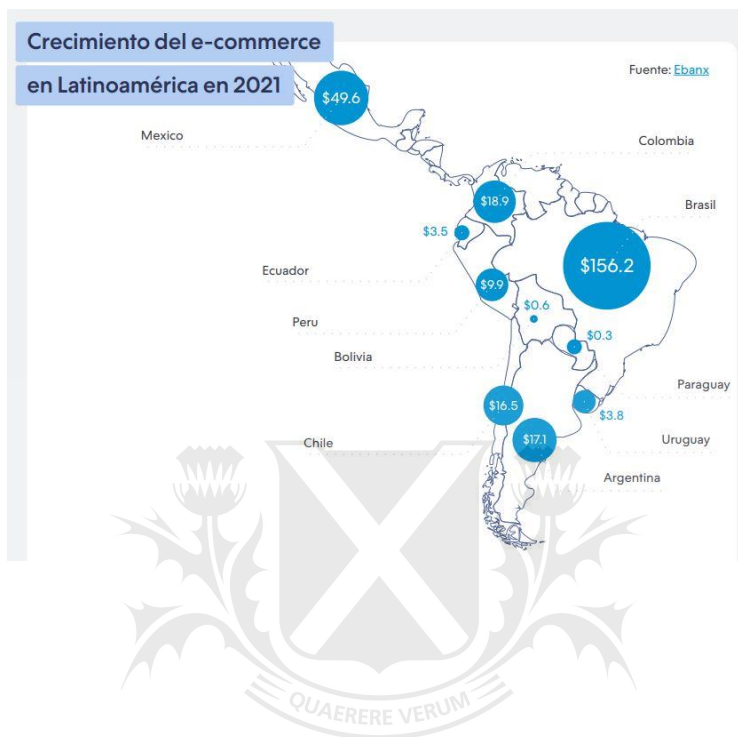 Crecimiento del e-commerce
en Latinoamérica en 2021
Fuente: Ebanx
$49.6
Mexico
Colombia
$18.9
Brasil
$3.5
$156.2
Ecuador
$9.9
$0.6
Peru
$0.3
Bolivia
Paraguay
$16.5
$3.8
Chile
$17.1
Uruguay
Argentina
QUAERERE VERUM